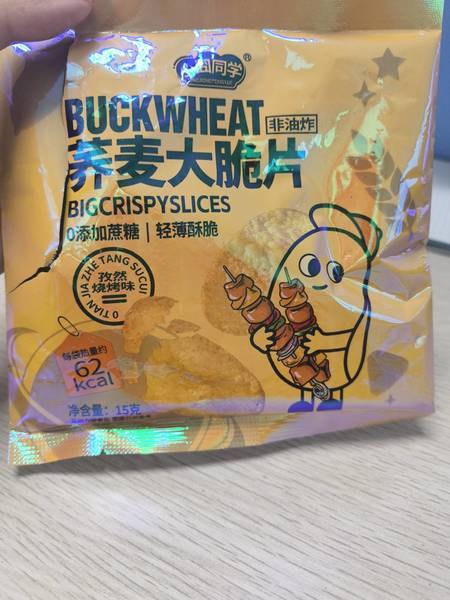 同学®
BUCKWHEAT
非油炸
荞麦大脆片
BIGCRISPYSLICES
0添加蔗糖 | 轻薄酥脆
0 TIAN JIA ZHE TANG SUCUI
孜然
烧烤味
每袋热量约
62
kcal
净含量: 15克